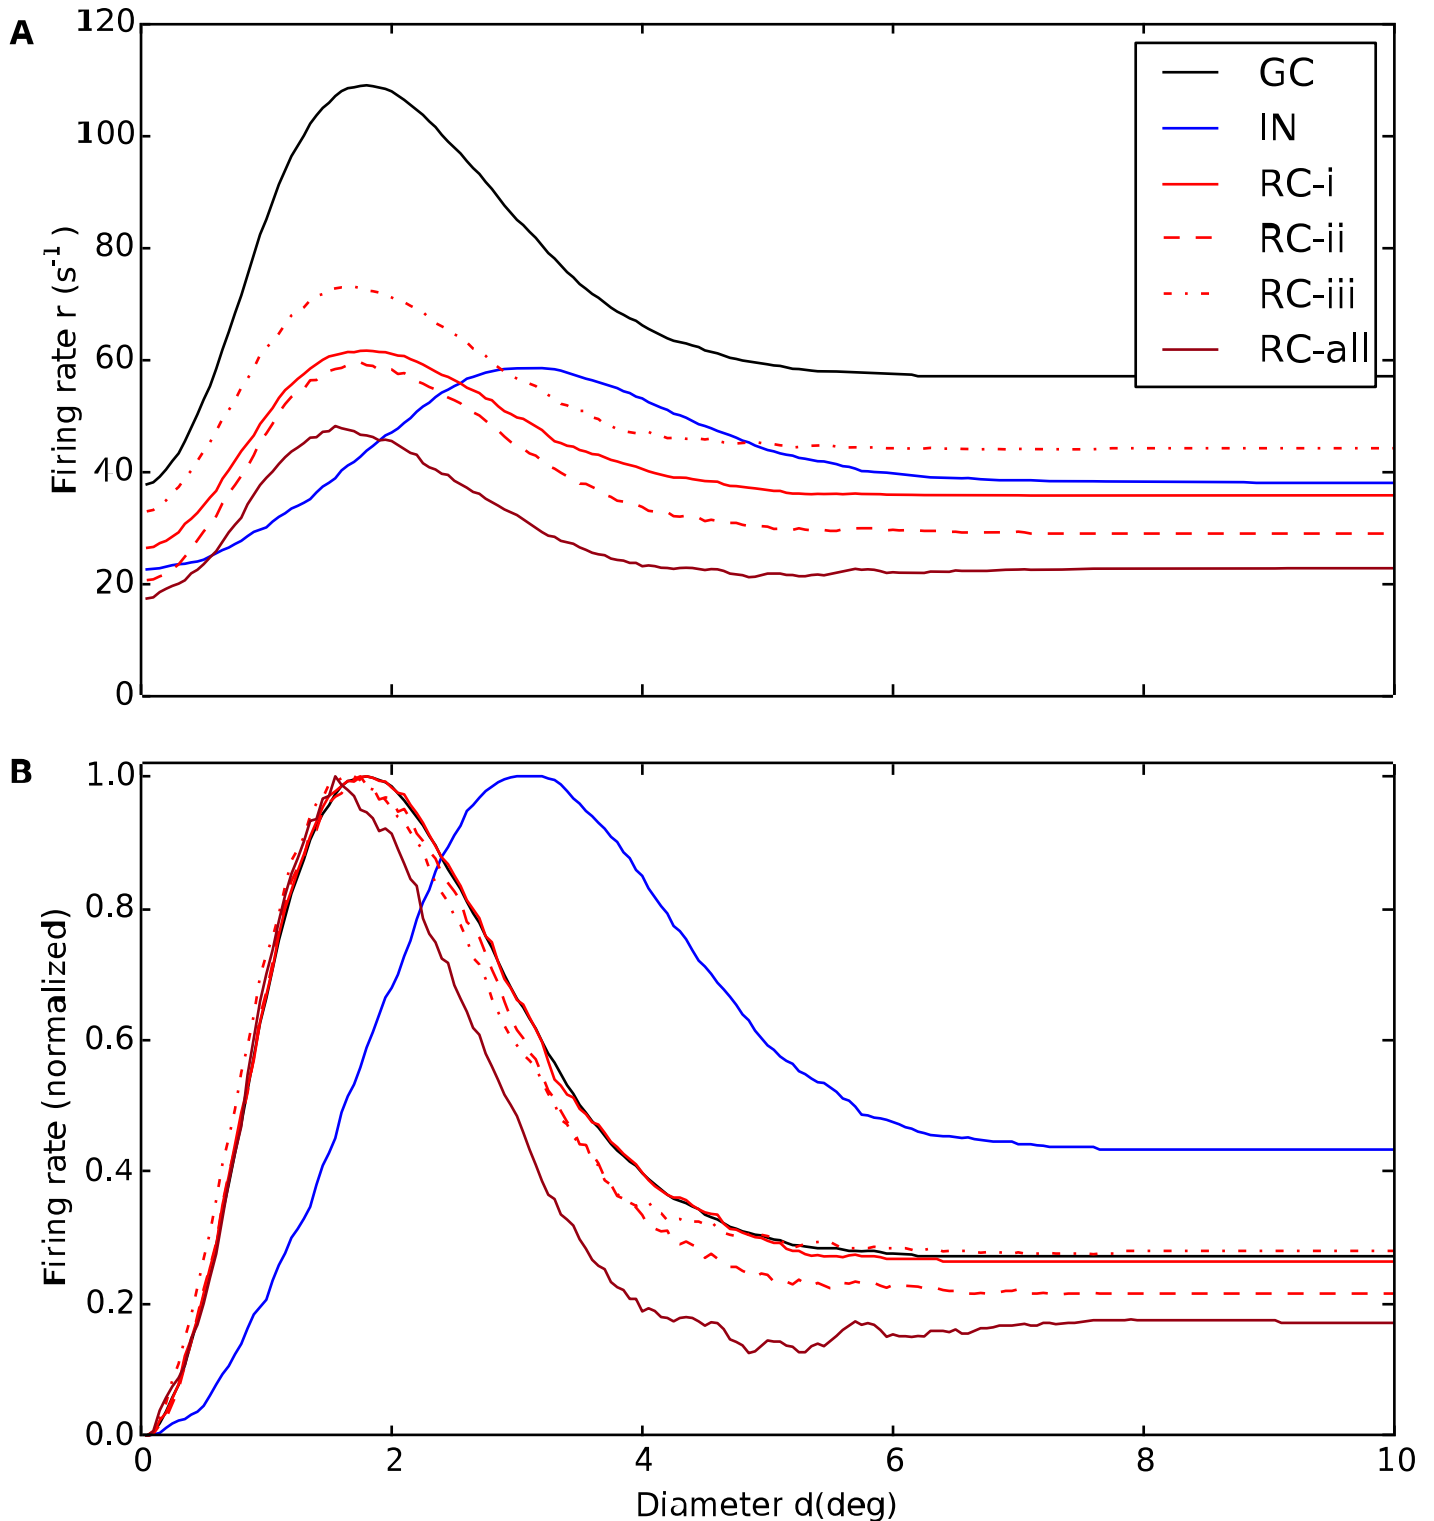 A
120
100
80
60
40
20
0
Firing rate r (s⁻¹)
GC
IN
RC-i
RC-ii
RC-iii
RC-all
B
1.0
0.8
0.6
0.4
0.2
0.0
Firing rate (normalized)
0 2 4 6 8 10
Diameter d(deg)